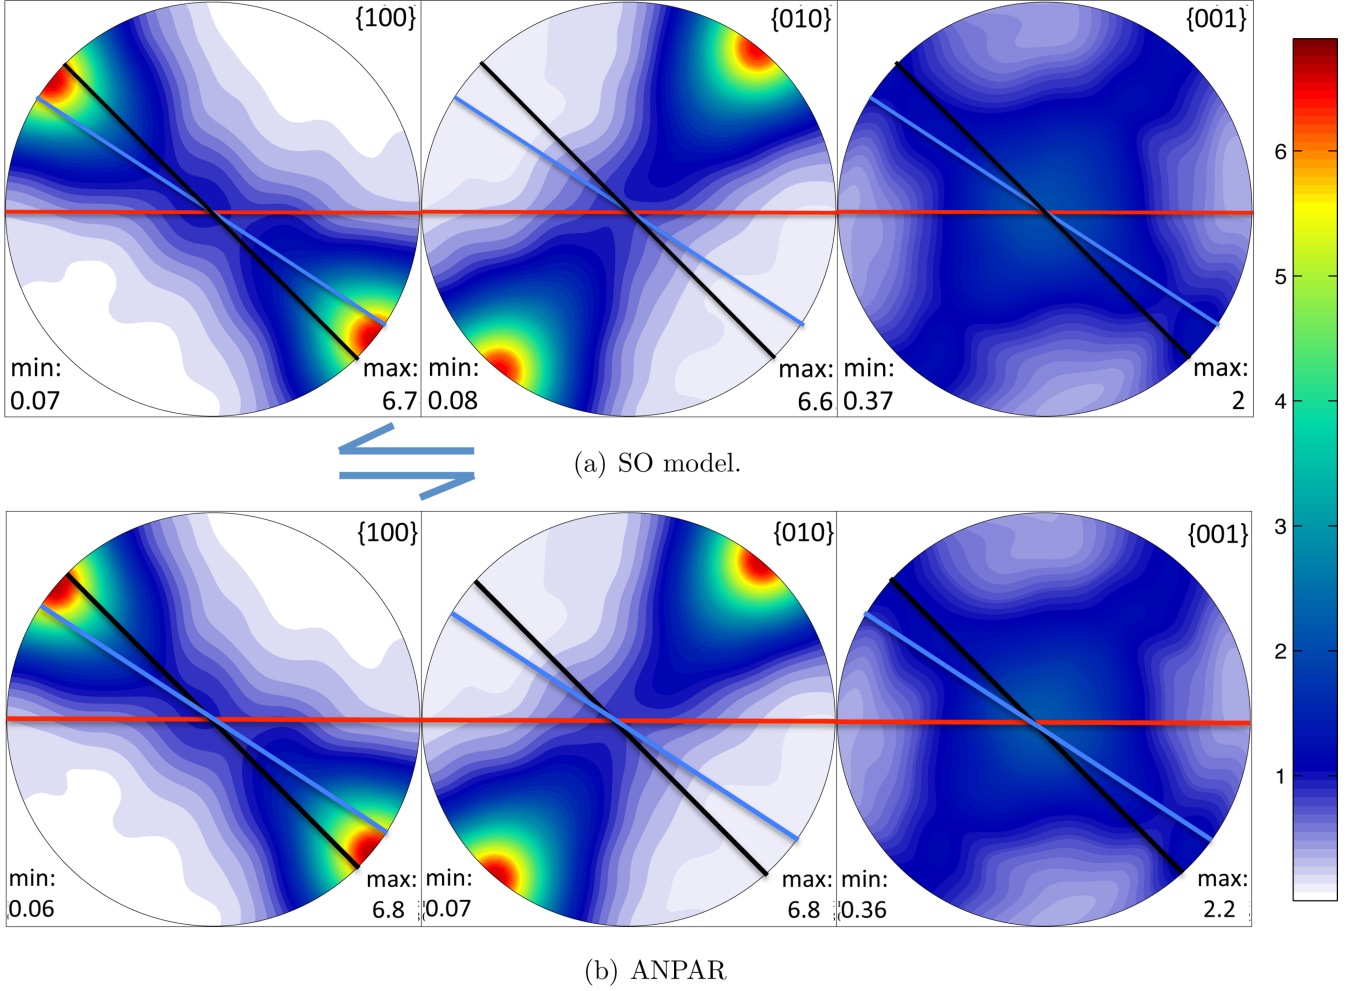 {100} {010} {001}
min: max: min: max: min: max:
0.07 6.7 0.08 6.6 0.37 2
(a) SO model.
{100} {010} {001}
min: max: min: max: min: max:
0.06 6.8 0.07 6.8 0.36 2.2
(b) ANPAR
6
5
4
3
2
1